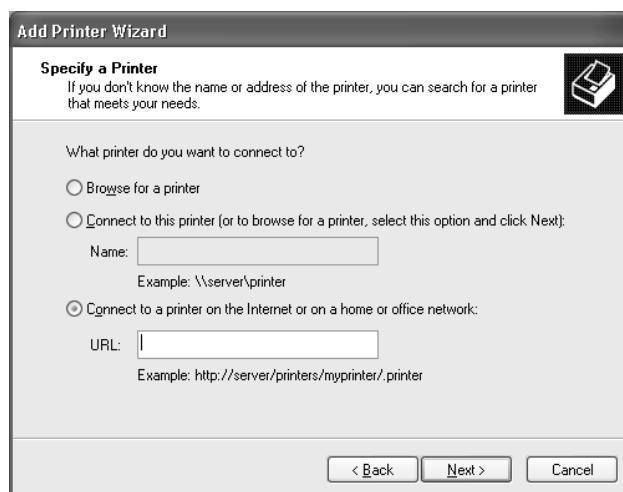 Add Printer Wizard
Specify a Printer
If you don't know the name or address of the printer, you can search for a printer
that meets your needs.
What printer do you want to connect to?
Browse for a printer
Connect to this printer (or to browse for a printer, select this option and click Next):
Name:
Example: \\server\printer
Connect to a printer on the Internet or on a home or office network:
URL:
Example: http://server/printers/myprinter/.printer
< Back Next > Cancel